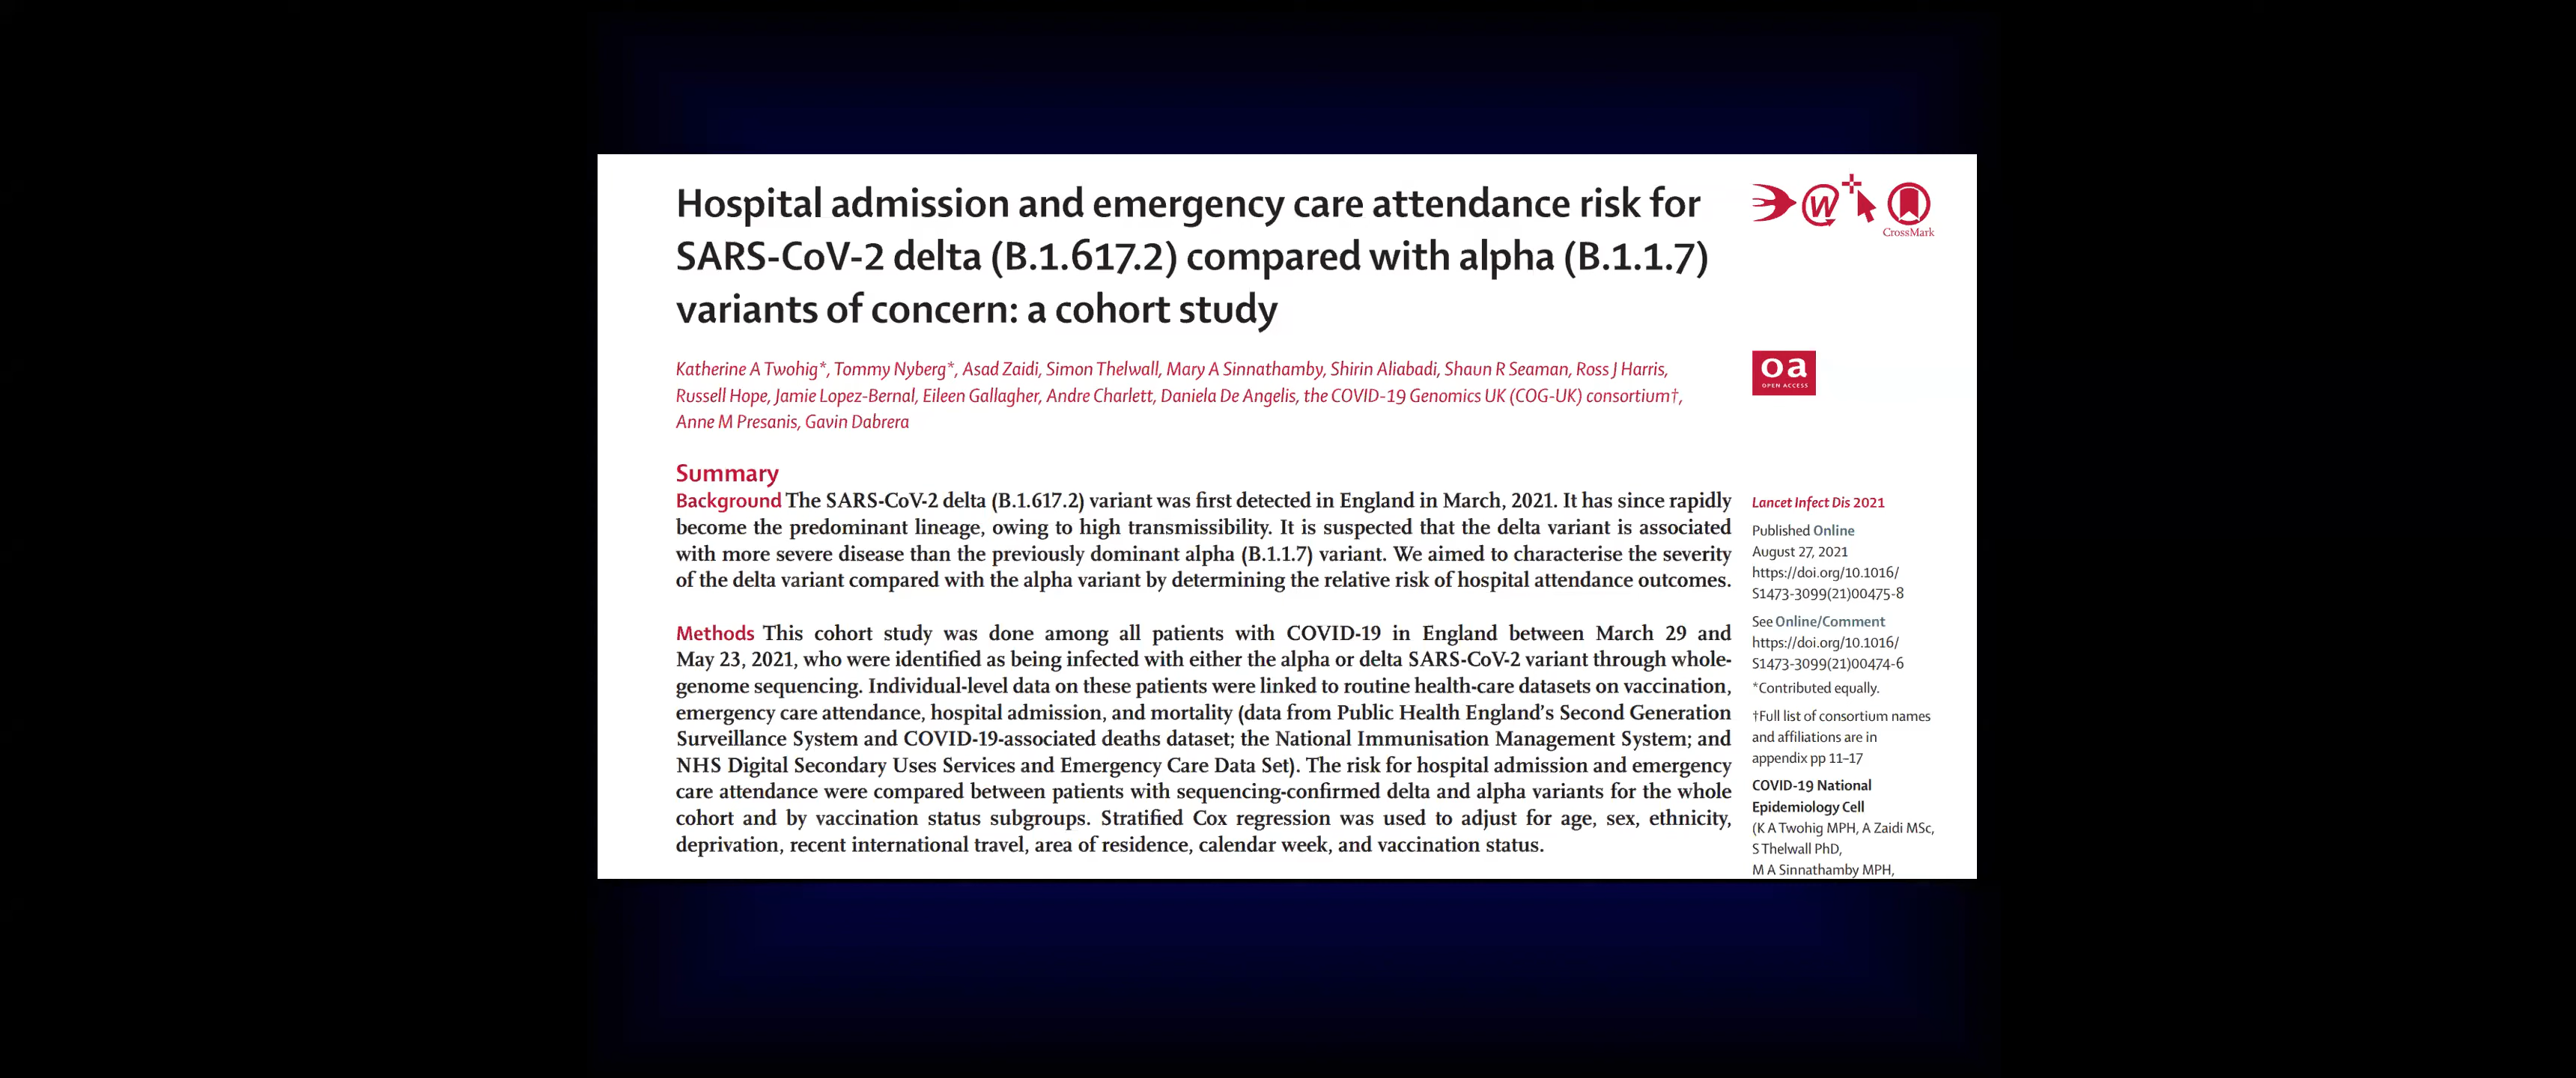 Hospital admission and emergency care attendance risk for
SARS-CoV-2 delta (B.1.617.2) compared with alpha (B.1.1.7)
variants of concern: a cohort study
CrossMark
Katherine A Twohig*, Tommy Nyberg*, Asad Zaidi, Simon Thelwall, Mary A Sinnathamby, Shirin Aliabadi, Shaun R Seaman, Ross J Harris,
Russell Hope, Jamie Lopez-Bernal, Eileen Gallagher, Andre Charlett, Daniela De Angelis, the COVID-19 Genomics UK (COG-UK) consortium†,
Anne M Presanis, Gavin Dabrera
oa
OPEN ACCESS
Summary
Background The SARS-CoV-2 delta (B.1.617.2) variant was first detected in England in March, 2021. It has since rapidly
become the predominant lineage, owing to high transmissibility. It is suspected that the delta variant is associated
with more severe disease than the previously dominant alpha (B.1.1.7) variant. We aimed to characterise the severity
of the delta variant compared with the alpha variant by determining the relative risk of hospital attendance outcomes.
Methods This cohort study was done among all patients with COVID-19 in England between March 29 and
May 23, 2021, who were identified as being infected with either the alpha or delta SARS-CoV-2 variant through whole-
genome sequencing. Individual-level data on these patients were linked to routine health-care datasets on vaccination,
emergency care attendance, hospital admission, and mortality (data from Public Health England's Second Generation
Surveillance System and COVID-19-associated deaths dataset; the National Immunisation Management System; and
NHS Digital Secondary Uses Services and Emergency Care Data Set). The risk for hospital admission and emergency
care attendance were compared between patients with sequencing-confirmed delta and alpha variants for the whole
cohort and by vaccination status subgroups. Stratified Cox regression was used to adjust for age, sex, ethnicity,
deprivation, recent international travel, area of residence, calendar week, and vaccination status.
Lancet Infect Dis 2021
Published Online
August 27, 2021
https://doi.org/10.1016/
S1473-3099(21)00475-8
See Online/Comment
https://doi.org/10.1016/
S1473-3099(21)00474-6
*Contributed equally.
†Full list of consortium names
and affiliations are in
appendix pp 11–17
COVID-19 National
Epidemiology Cell
(K A Twohig MPH, A Zaidi MSc,
S Thelwall PhD,
M A Sinnathamby MPH,